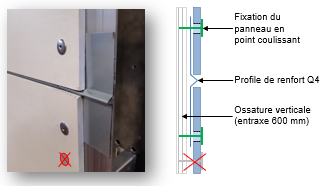 Fixation du
panneau en
point coulissant
Profile de renfort Q4
Ossature verticale
(entraxe 600 mm)